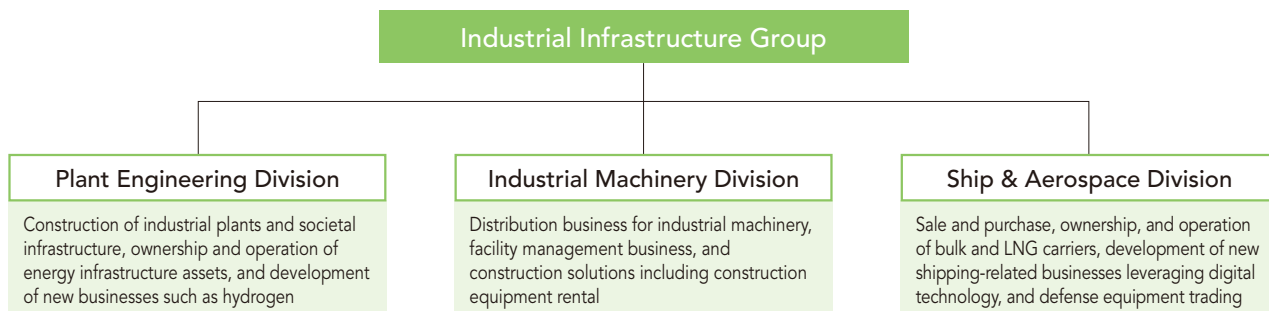 Industrial Infrastructure Group
Plant Engineering Division
Construction of industrial plants and societal
infrastructure, ownership and operation of
energy infrastructure assets, and development
of new businesses such as hydrogen
Industrial Machinery Division
Distribution business for industrial machinery,
facility management business, and
construction solutions including construction
equipment rental
Ship & Aerospace Division
Sale and purchase, ownership, and operation
of bulk and LNG carriers, development of new
shipping-related businesses leveraging digital
technology, and defense equipment trading